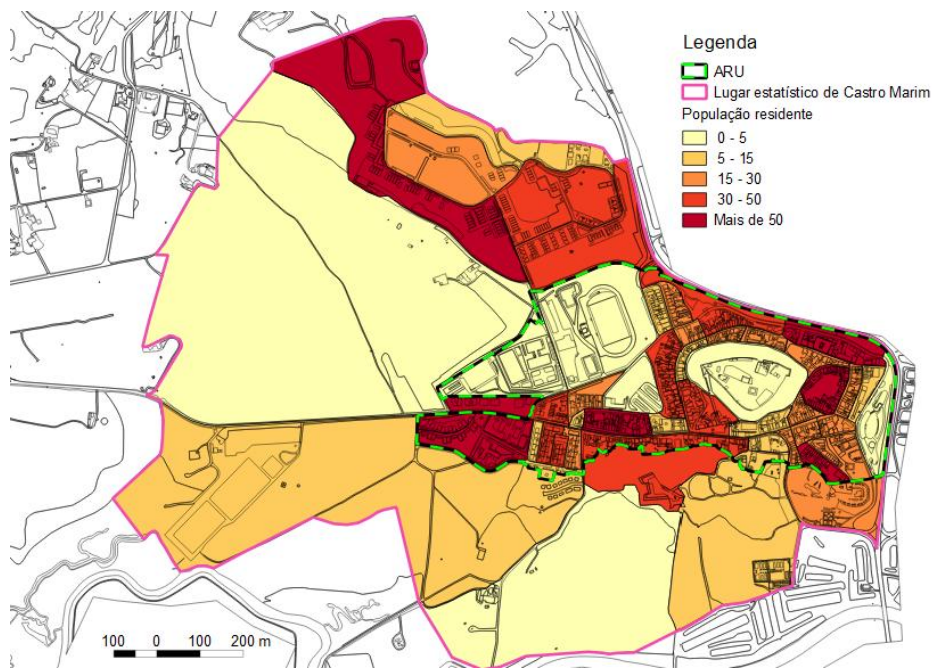 Legenda
ARU
Lugar estatístico de Castro Marim
População residente
0 - 5
5 - 15
15 - 30
30 - 50
Mais de 50
100 0 100 200 m